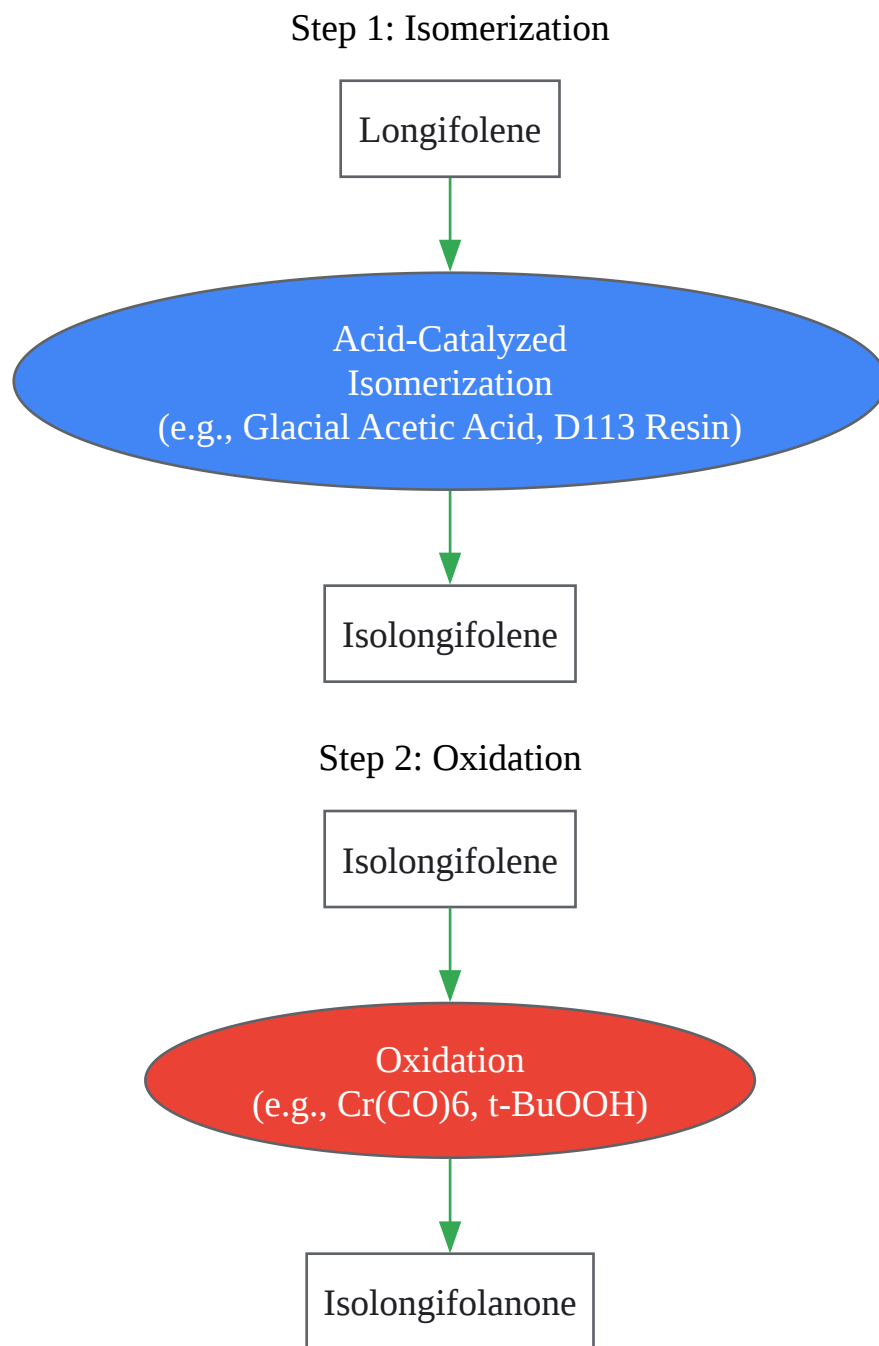 Step 1: Isomerization
Longifolene
Acid-Catalyzed
Isomerization
(e.g., Glacial Acetic Acid, D113 Resin)
Isolongifolene
Step 2: Oxidation
Isolongifolene
Oxidation
(e.g., Cr(CO)6, t-BuOOH)
Isolongifolanone